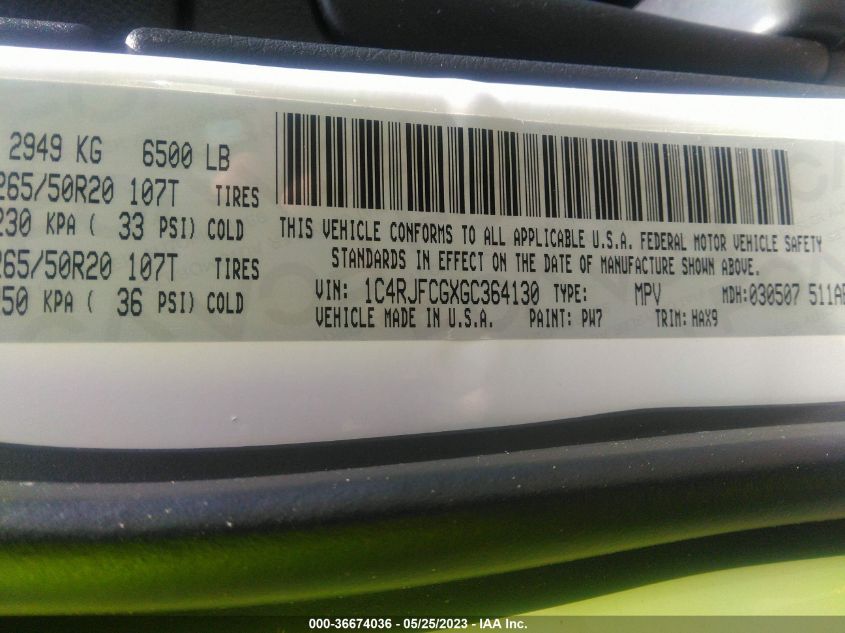 2949 KG 6500 LB
265/50R20 107T TIRES
230 KPA ( 33 PSI) COLD
265/50R20 107T TIRES
250 KPA ( 36 PSI) COLD
THIS VEHICLE CONFORMS TO ALL APPLICABLE U.S.A. FEDERAL MOTOR VEHICLE SAFETY
STANDARDS IN EFFECT ON THE DATE OF MANUFACTURE SHOWN ABOVE.
VIN: 1C4RJFCGXGC364130 TYPE: MPV MDH:030507 511AB
VEHICLE MADE IN U.S.A. PAINT: PW7 TRIM: HAX9
000-36674036 - 05/25/2023 - IAA Inc.